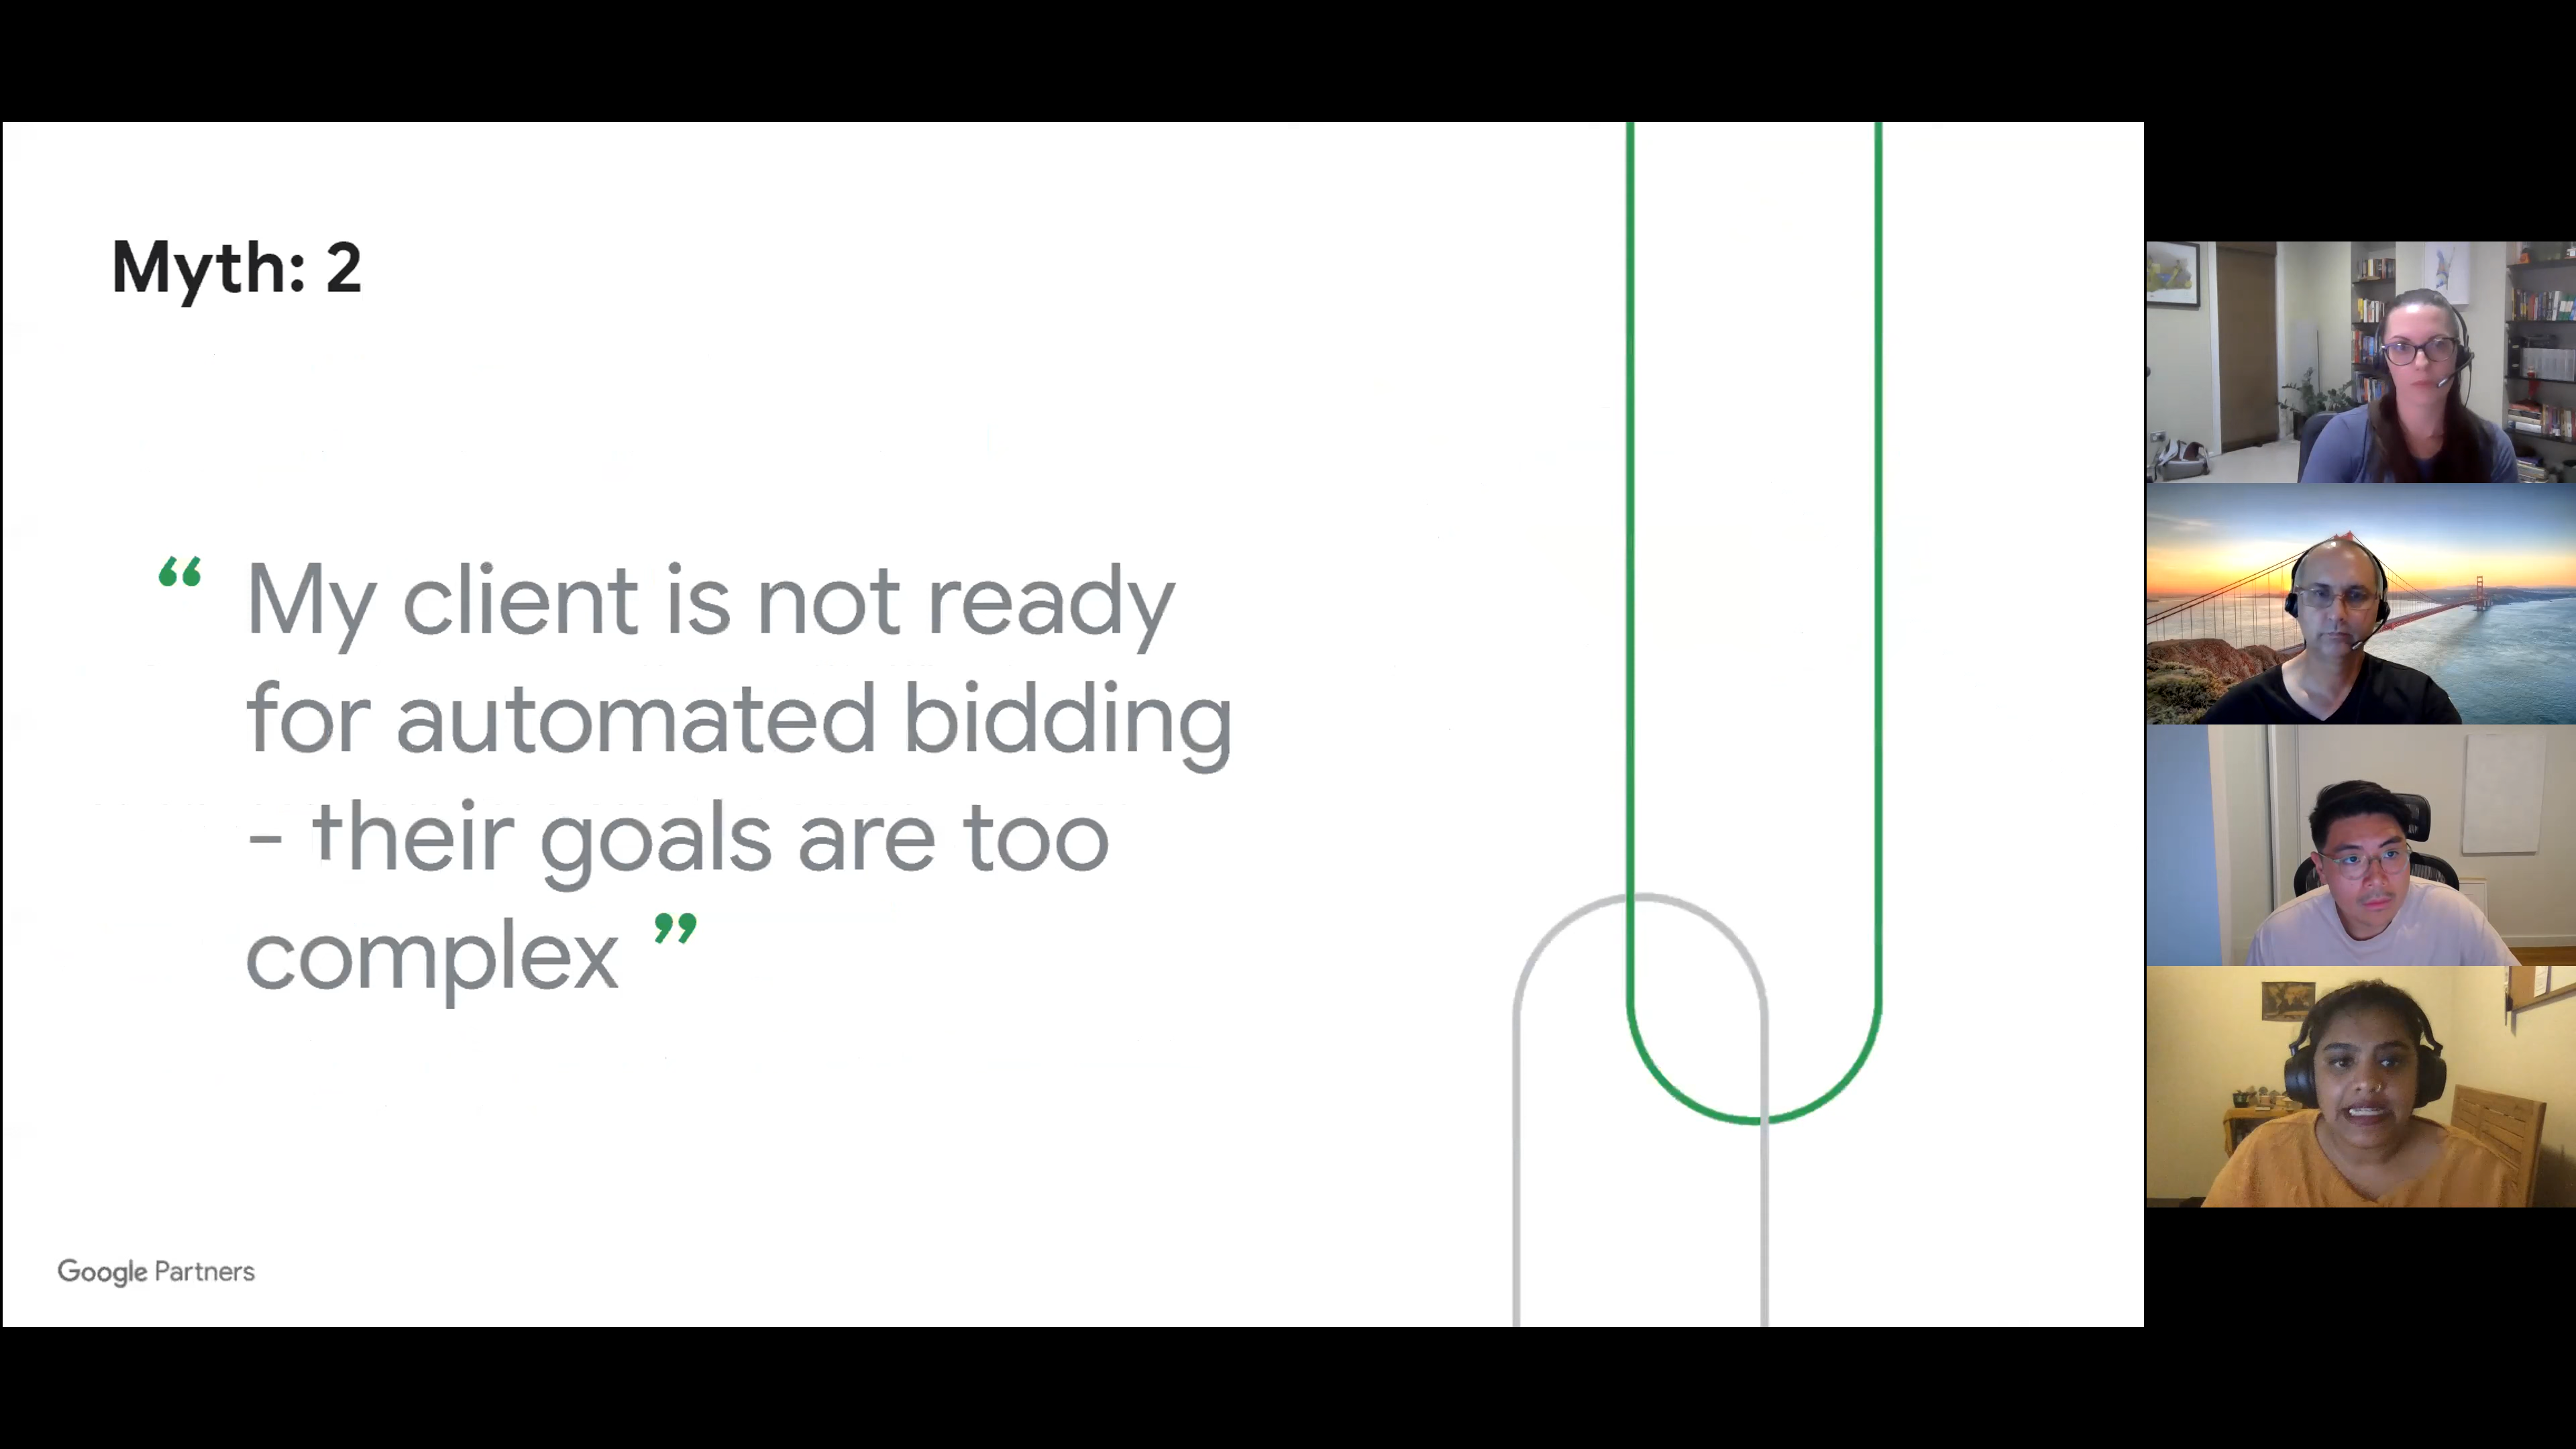 Myth: 2
“ My client is not ready
for automated bidding
- their goals are too
complex ”
Google Partners